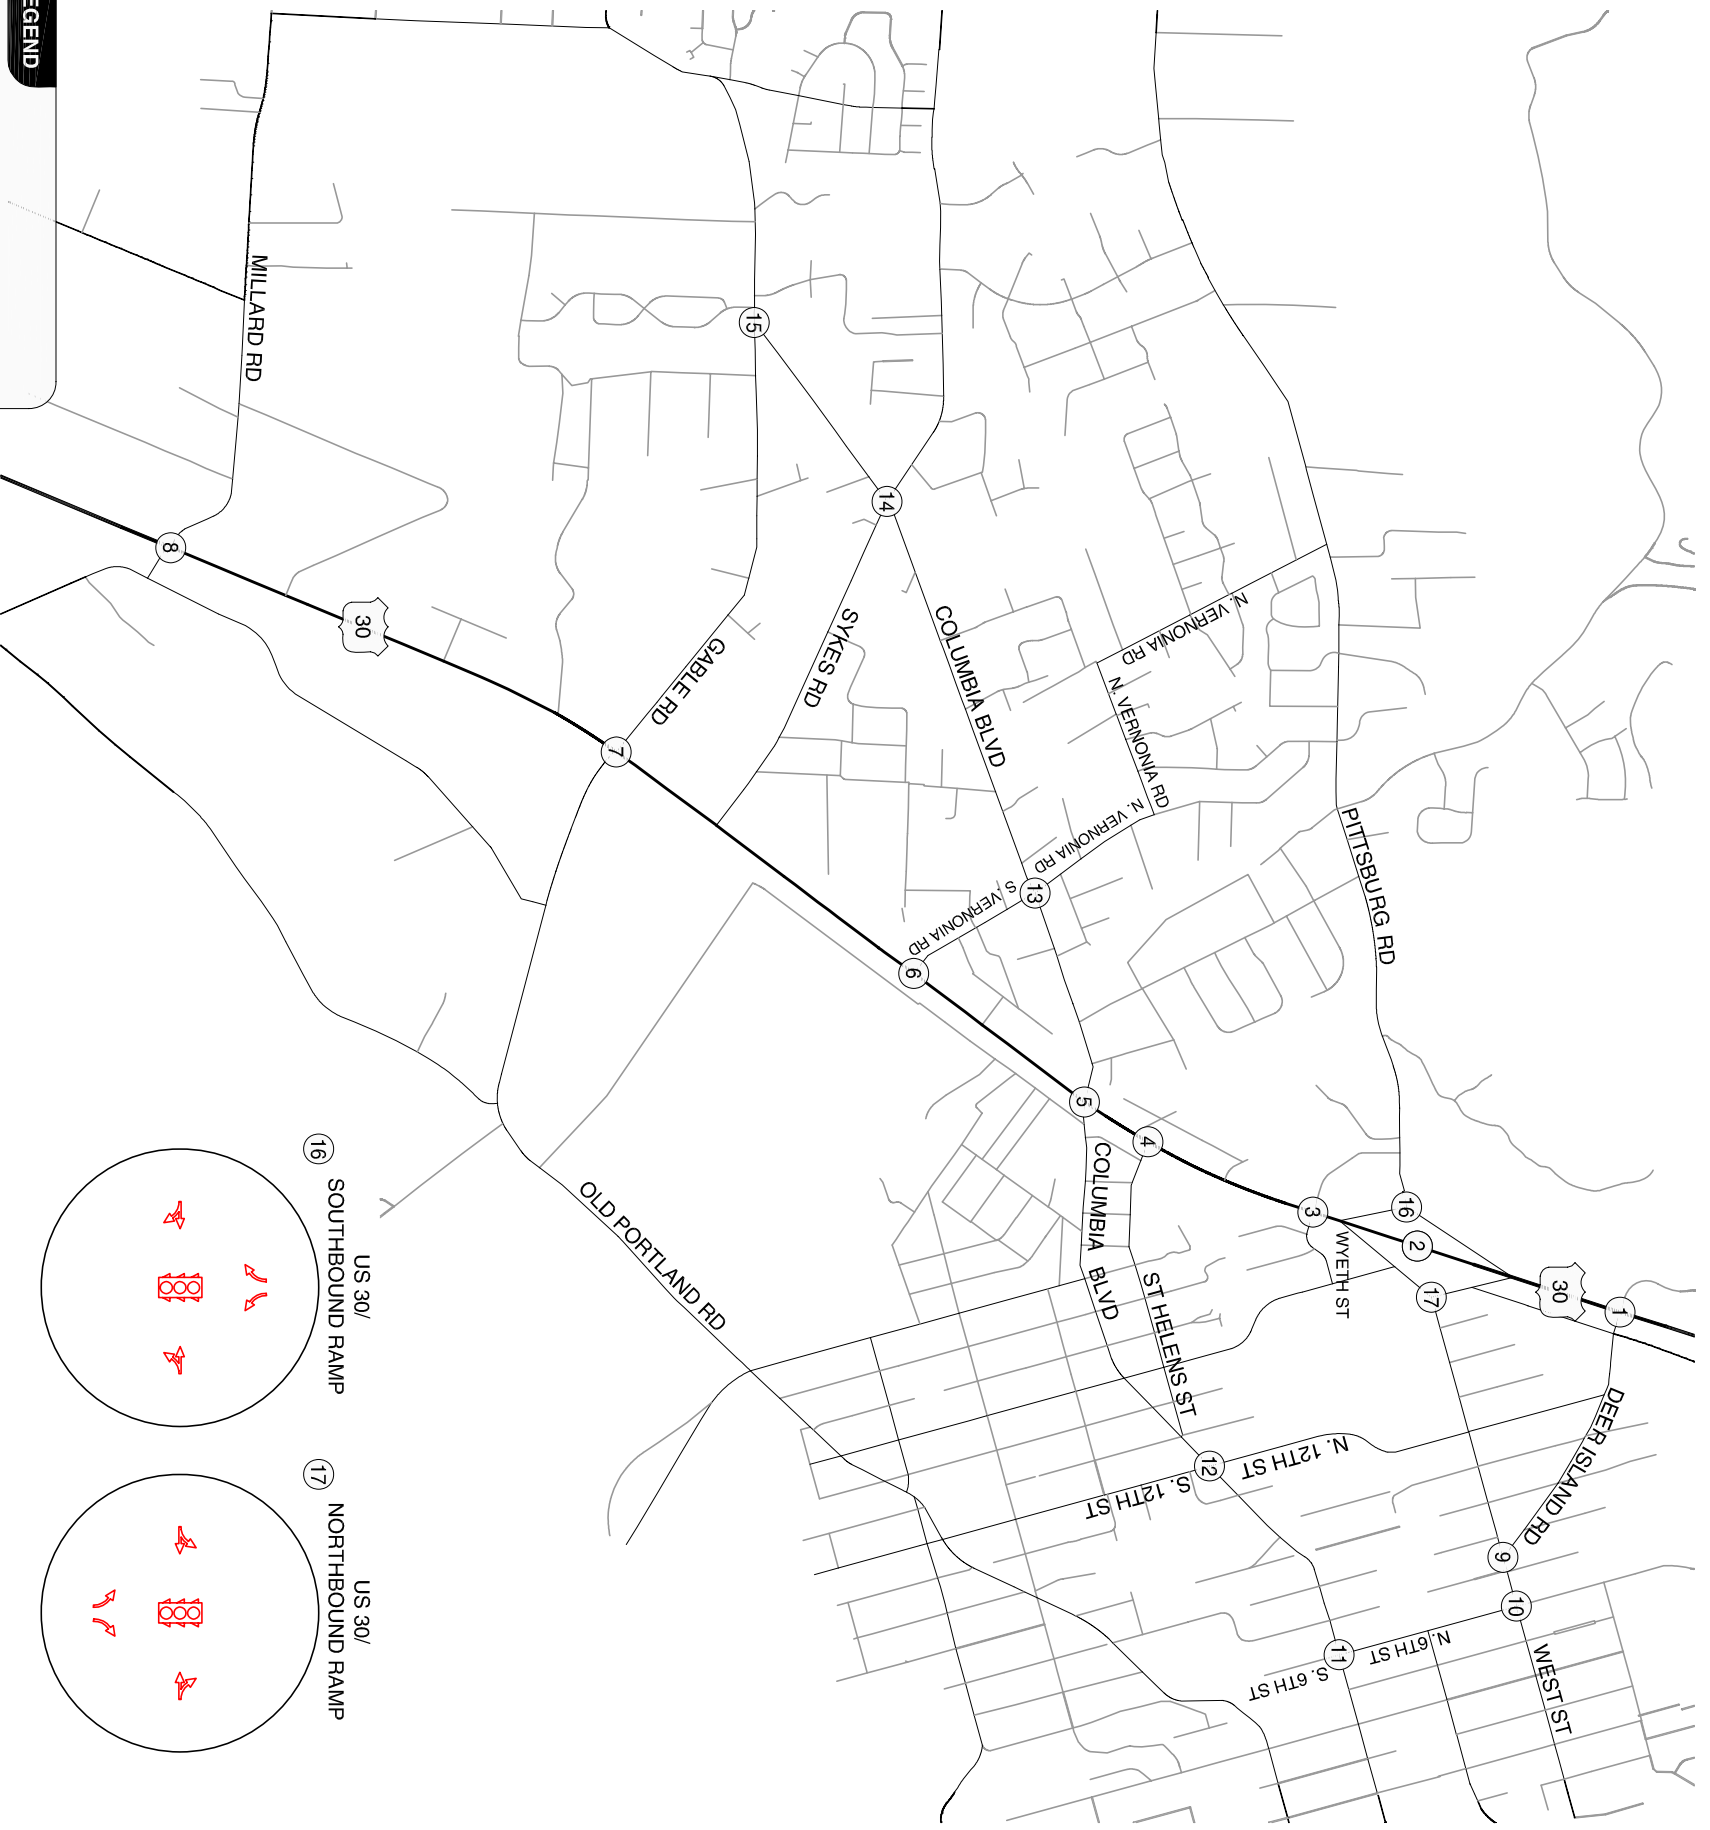 EGEND
MILLARD RD
GABLE RD
SYKES RD
COLUMBIA BLVD
N. VERNONIA RD
N. VERNONIA RD
N. VERNONIA RD
S. VERNONIA RD
PITTSBURG RD
WYETH ST
COLUMBIA BLVD
ST HELENS ST
OLD PORTLAND RD
DEER ISLAND RD
N. 12TH ST
S. 12TH ST
N. 6TH ST
S. 6TH ST
WEST ST
30
30
1
2
3
4
5
6
7
8
9
10
11
12
13
14
15
16
17
16
US 30/
SOUTHBOUND RAMP
17
US 30/
NORTHBOUND RAMP